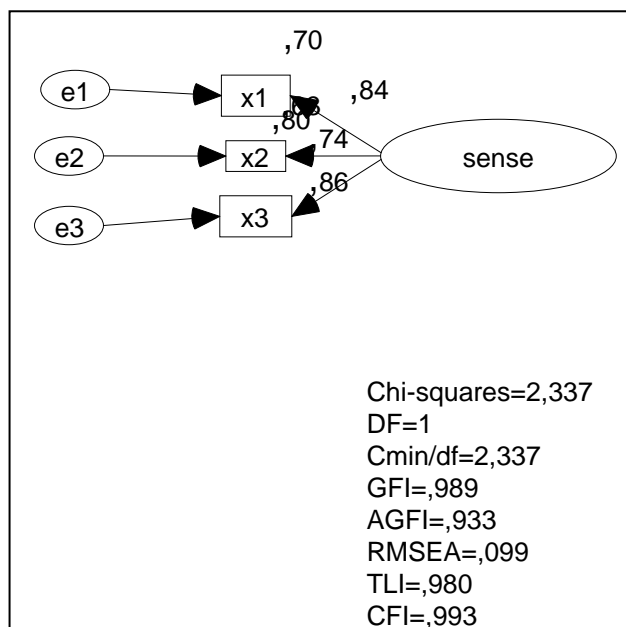 ,70
e1
x1
,84
,80
e2
x2
,74
sense
,86
e3
x3
Chi-squares=2,337
DF=1
Cmin/df=2,337
GFI=,989
AGFI=,933
RMSEA=,099
TLI=,980
CFI=,993